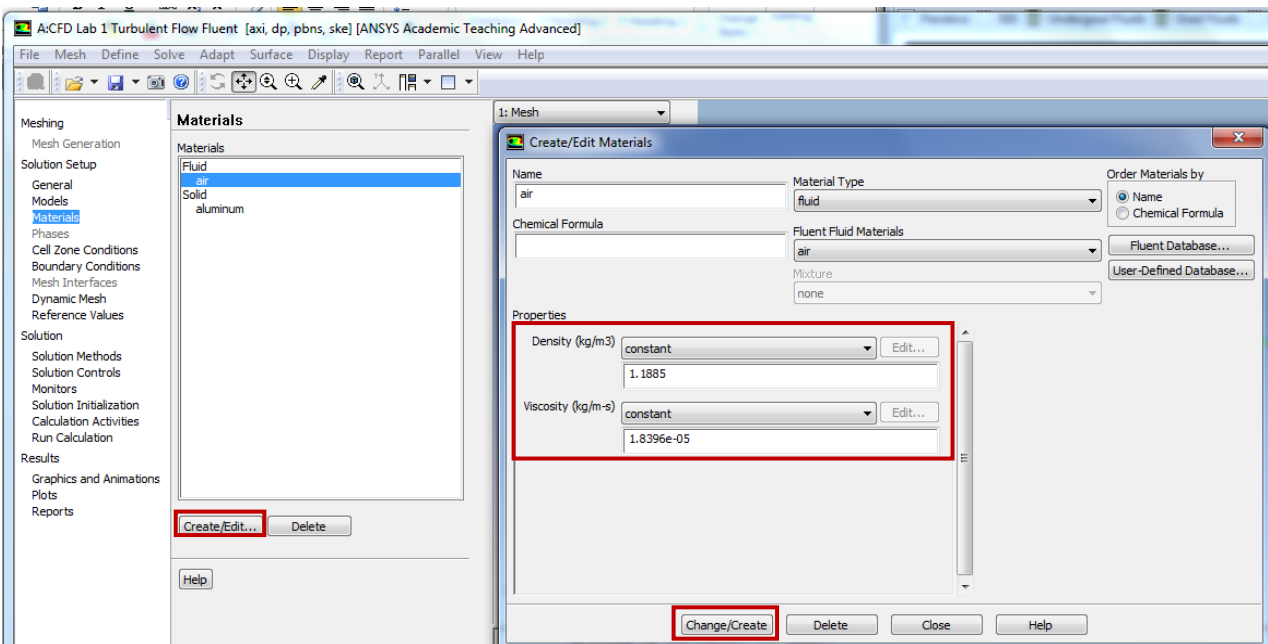 A:CFD Lab 1 Turbulent Flow Fluent [axi, dp, pbns, ske] [ANSYS Academic Teaching Advanced]
File Mesh Define Solve Adapt Surface Display Report Parallel View Help
Meshing
Mesh Generation
Solution Setup
General
Models
Materials
Phases
Cell Zone Conditions
Boundary Conditions
Mesh Interfaces
Dynamic Mesh
Reference Values
Solution
Solution Methods
Solution Controls
Monitors
Solution Initialization
Calculation Activities
Run Calculation
Results
Graphics and Animations
Plots
Reports
Materials
Materials
Fluid
air
Solid
aluminum
Create/Edit... Delete
Help
1: Mesh
Create/Edit Materials
Name
air
Chemical Formula
Material Type
fluid
Fluent Fluid Materials
air
Mixture
none
Order Materials by
Name
Chemical Formula
Fluent Database...
User-Defined Database...
Properties
Density (kg/m3) constant Edit...
1.1885
Viscosity (kg/m-s) constant Edit...
1.8396e-05
Change/Create Delete Close Help